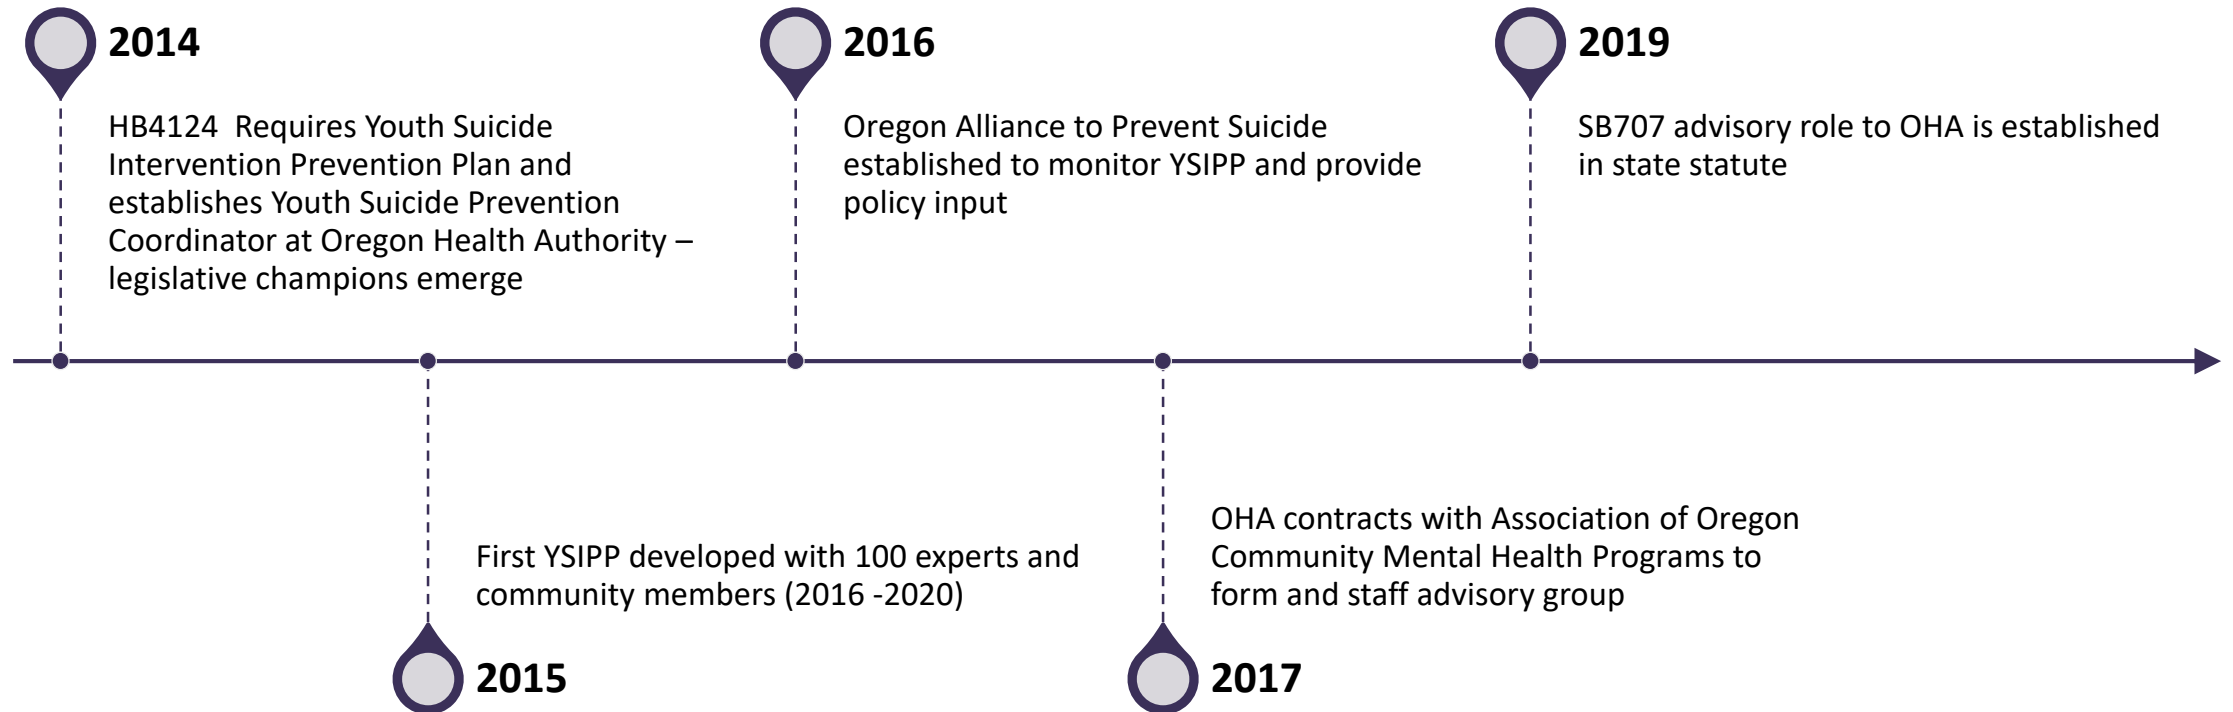 2014
HB4124  Requires Youth Suicide
Intervention Prevention Plan and
establishes Youth Suicide Prevention
Coordinator at Oregon Health Authority –
legislative champions emerge
First YSIPP developed with 100 experts and
community members (2016 -2020)
2015
2016
Oregon Alliance to Prevent Suicide
established to monitor YSIPP and provide
policy input
OHA contracts with Association of Oregon
Community Mental Health Programs to
form and staff advisory group
2017
2019
SB707 advisory role to OHA is established
in state statute